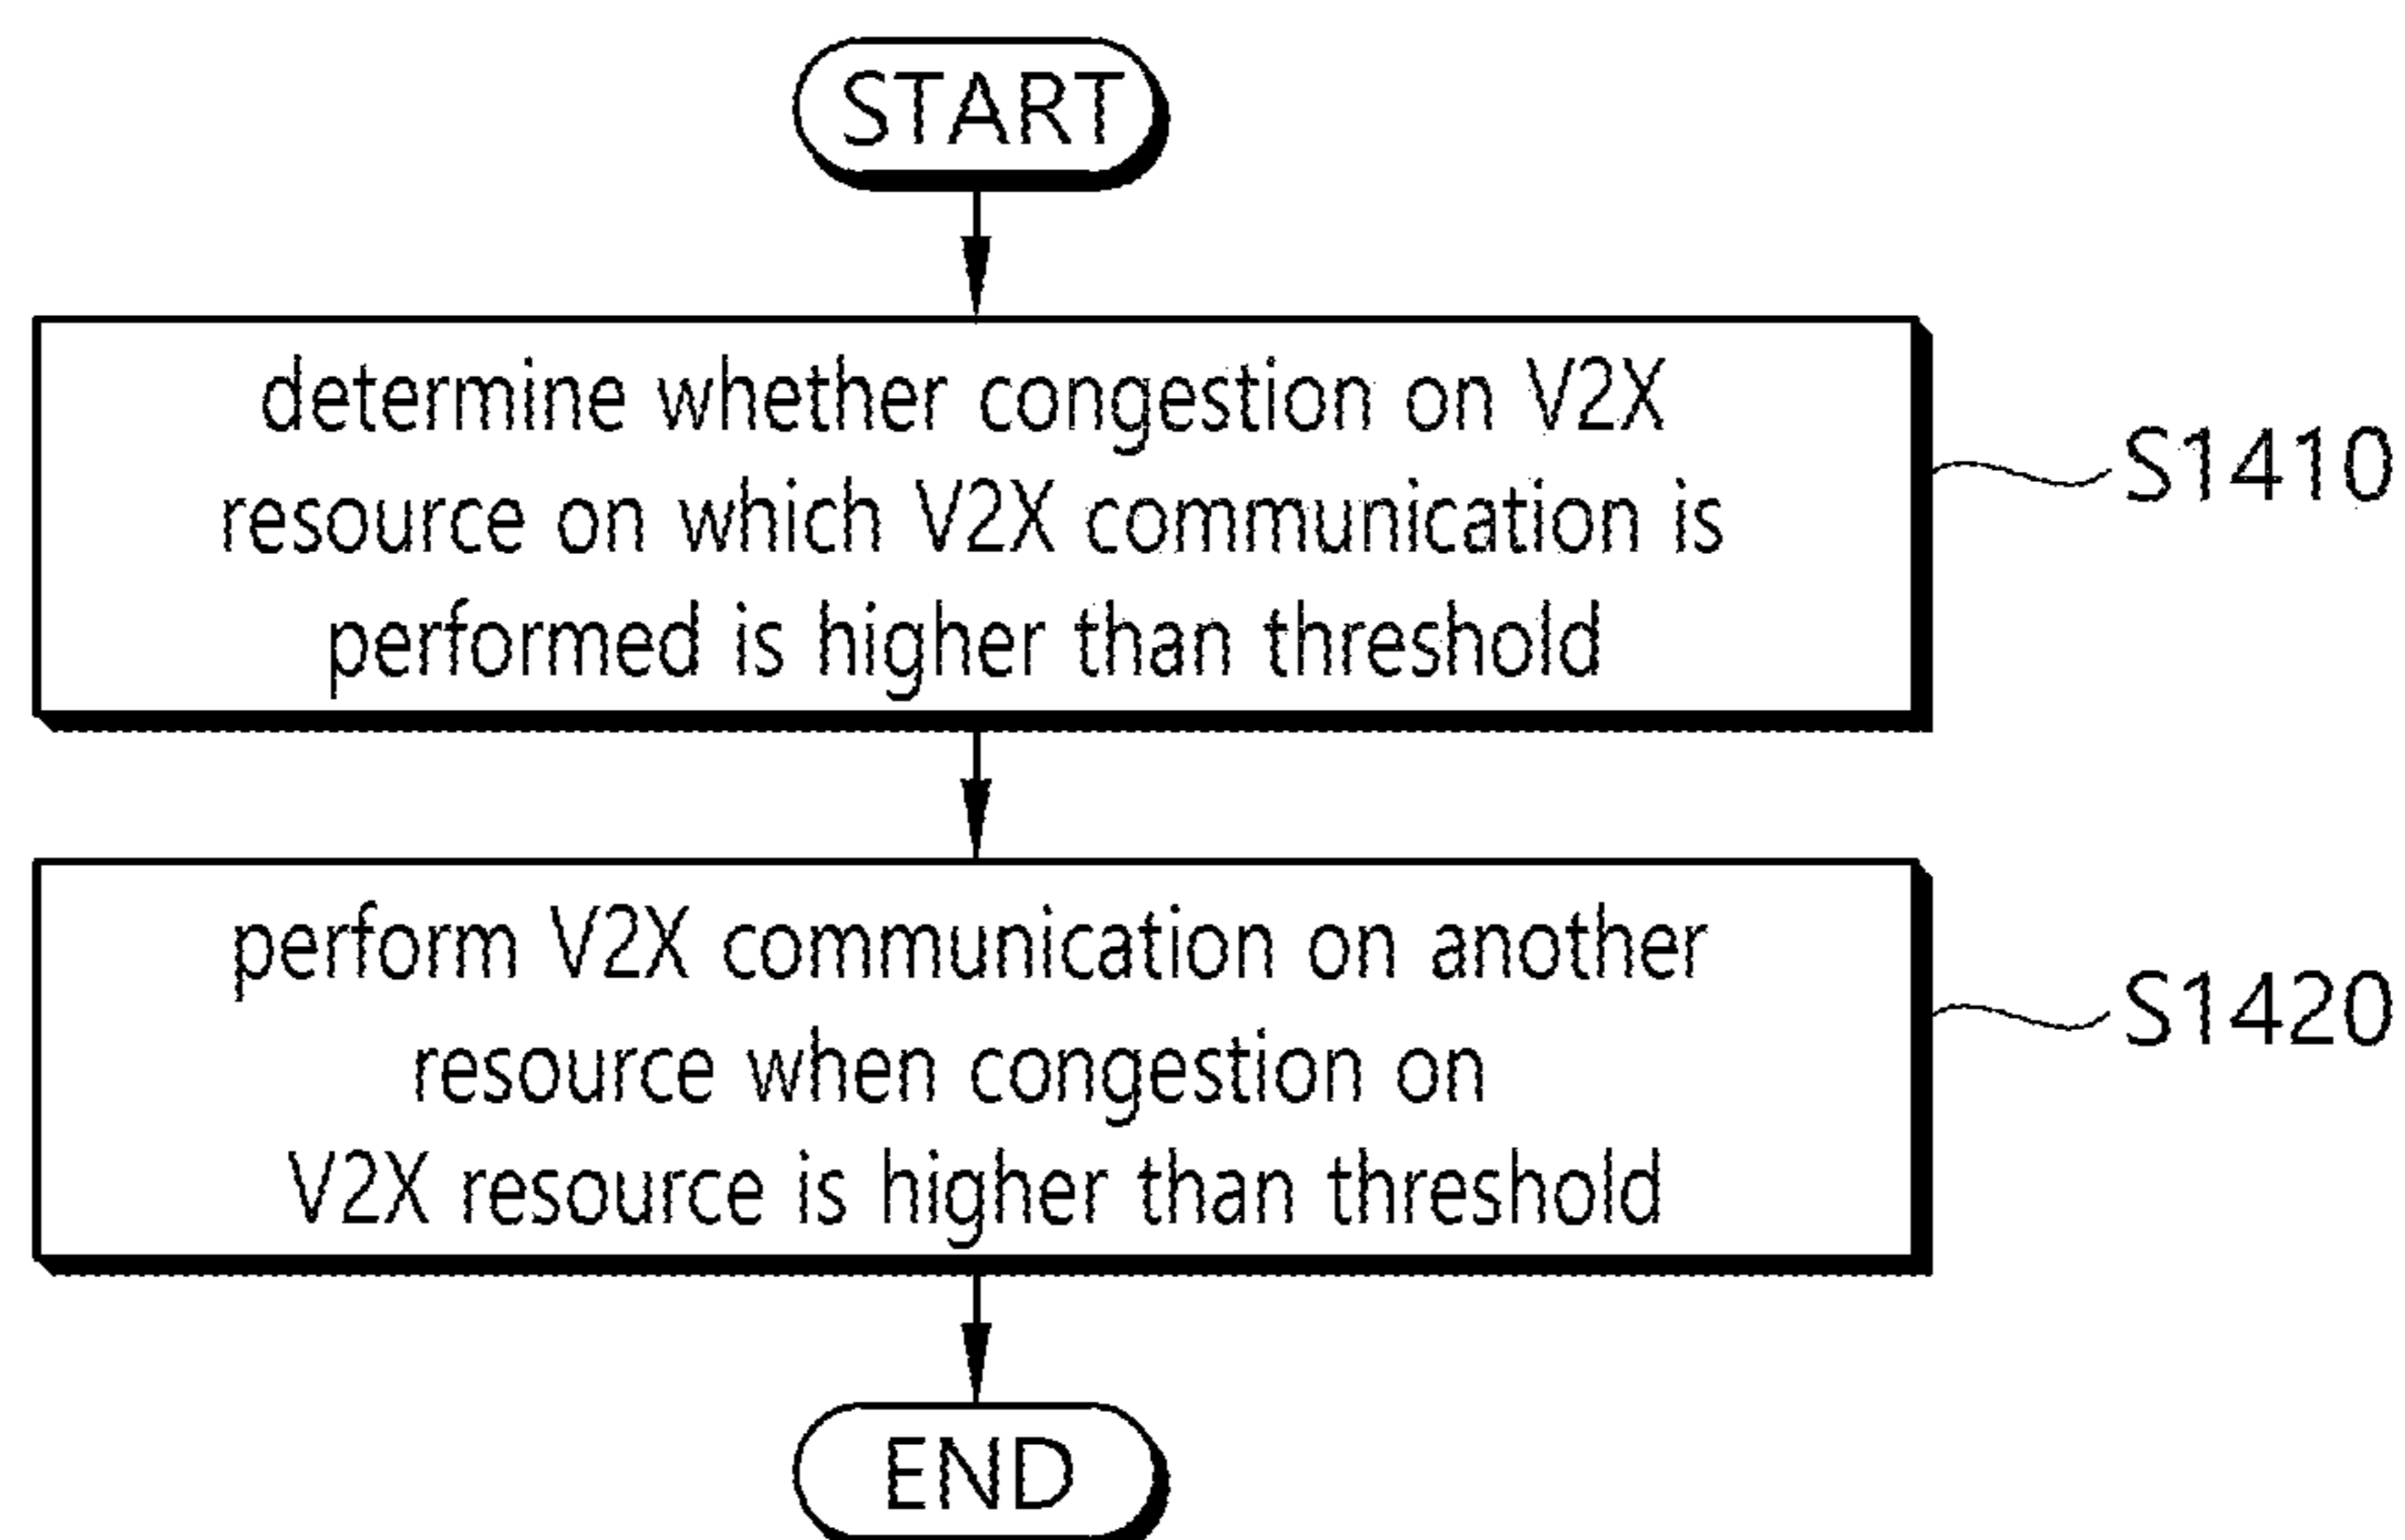 START
determine whether congestion on V2X
resource on which V2X communication is
performed is higher than threshold
S1410
perform V2X communication on another
resource when congestion on
V2X resource is higher than threshold
S1420
END